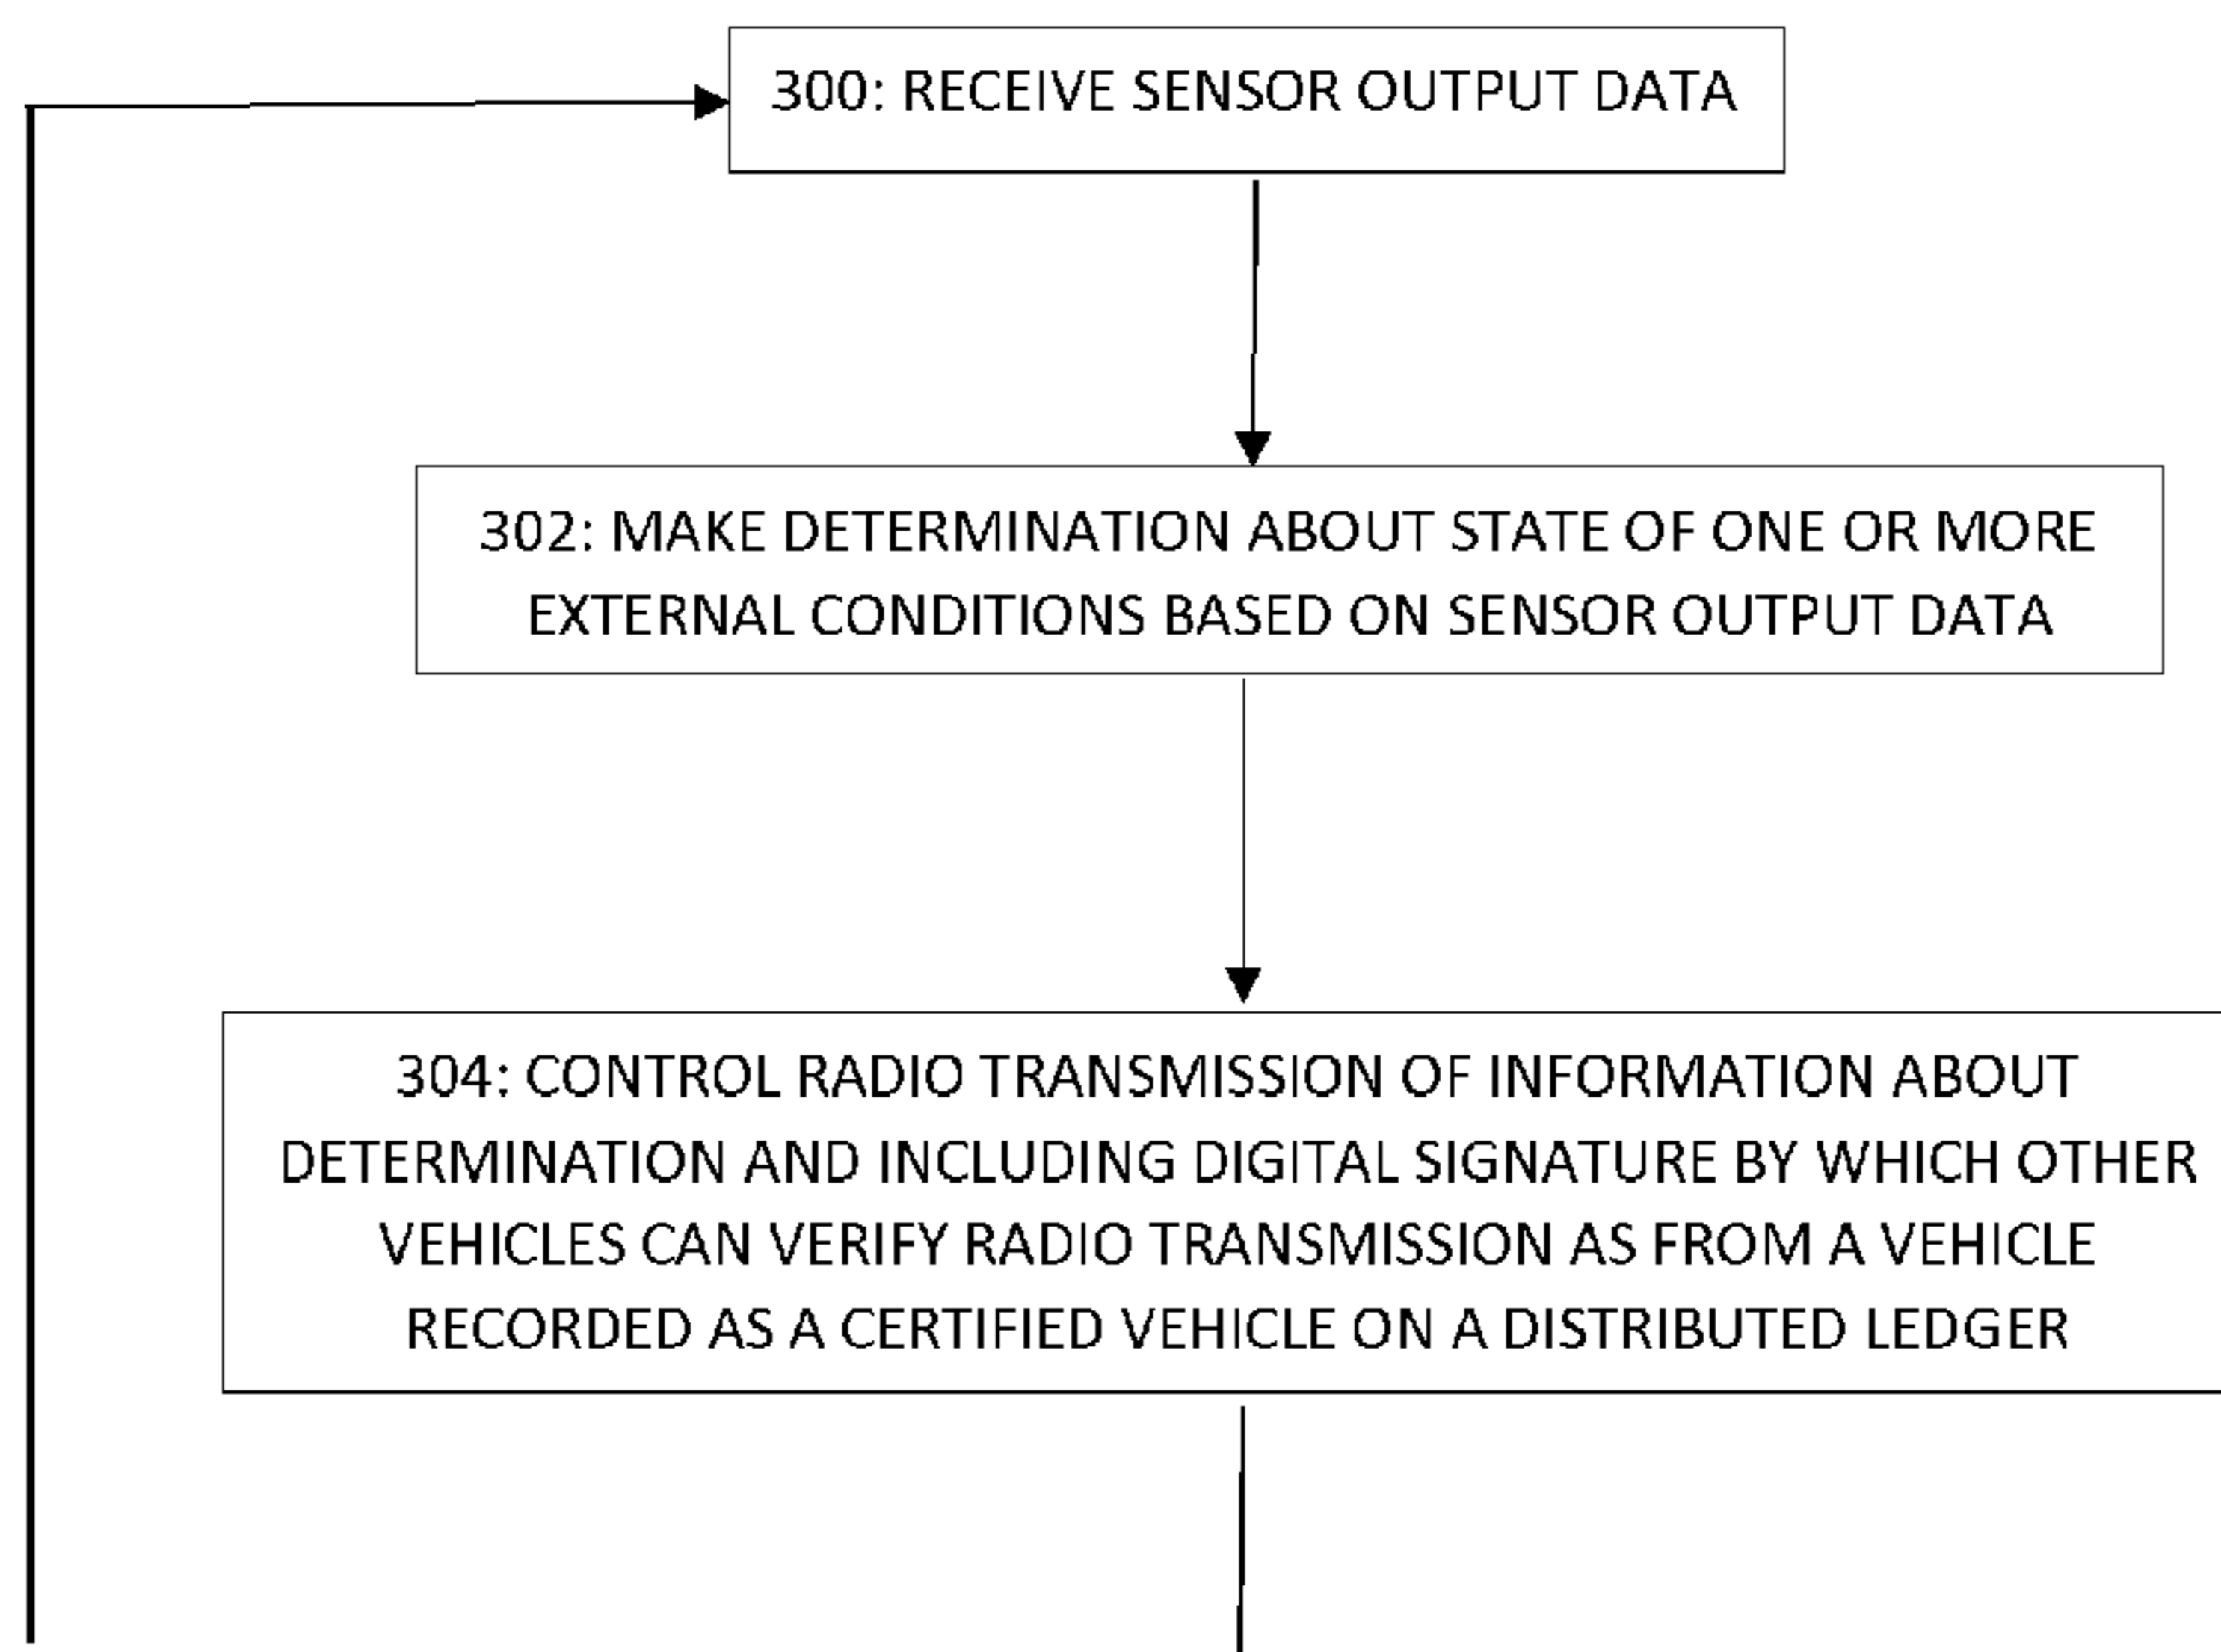 300: RECEIVE SENSOR OUTPUT DATA
302: MAKE DETERMINATION ABOUT STATE OF ONE OR MORE
EXTERNAL CONDITIONS BASED ON SENSOR OUTPUT DATA
304: CONTROL RADIO TRANSMISSION OF INFORMATION ABOUT
DETERMINATION AND INCLUDING DIGITAL SIGNATURE BY WHICH OTHER
VEHICLES CAN VERIFY RADIO TRANSMISSION AS FROM A VEHICLE
RECORDED AS A CERTIFIED VEHICLE ON A DISTRIBUTED LEDGER